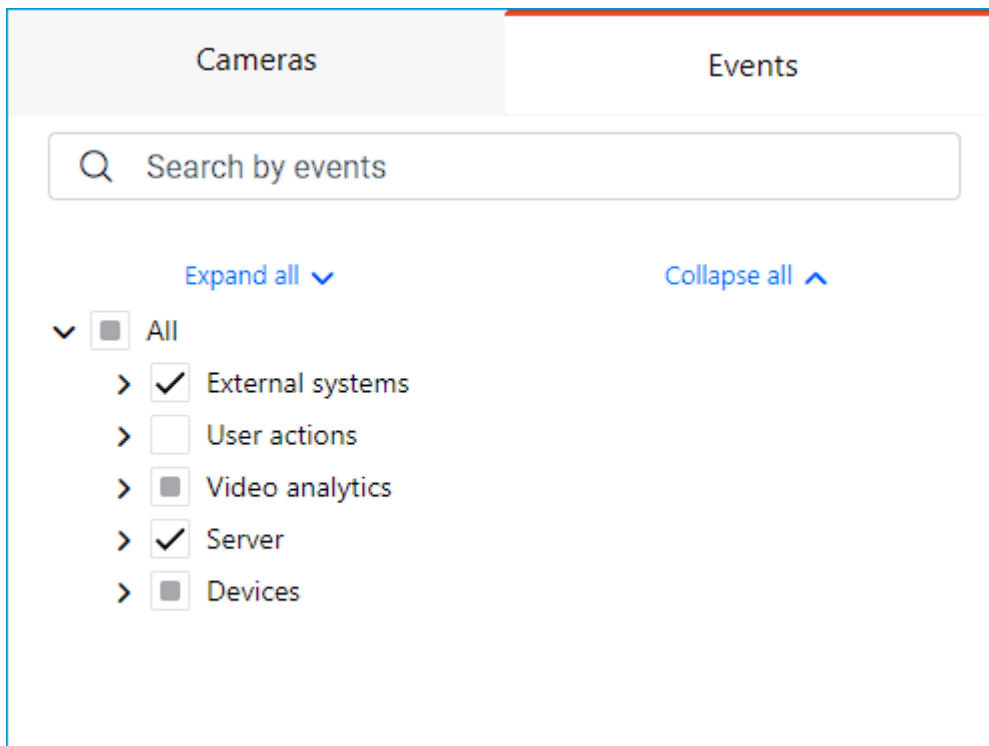 Cameras
Events
Search by events
Expand all
Collapse all
All
External systems
User actions
Video analytics
Server
Devices